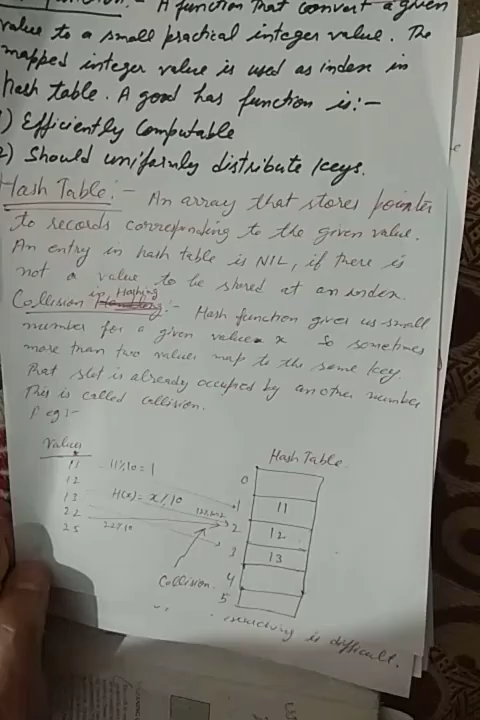 function:- A function that convert a given
value to a small practical integer value. The
mapped integer value is used as index in
hash table. A good has function is:-
1) Efficiently Computable
2) Should uniformly distribute keys.
Hash Table:- An array that stores pointer
to records corresponding to the given value.
An entry in hash table is NIL, if there is
not a value to be stored at an index.
Collision in Hashing:- Hash function gives us small
number for a given value x So sometimes
more than two values map to the same key.
that slot is already occupied by another number
This is called collision.
eg:-
Values
Hash Table
11 11%10=1
12
13 H(x)=x%10
22
25 22%10
0
1 11
2 12
3 13
4
5
Collision.
searching is difficult.